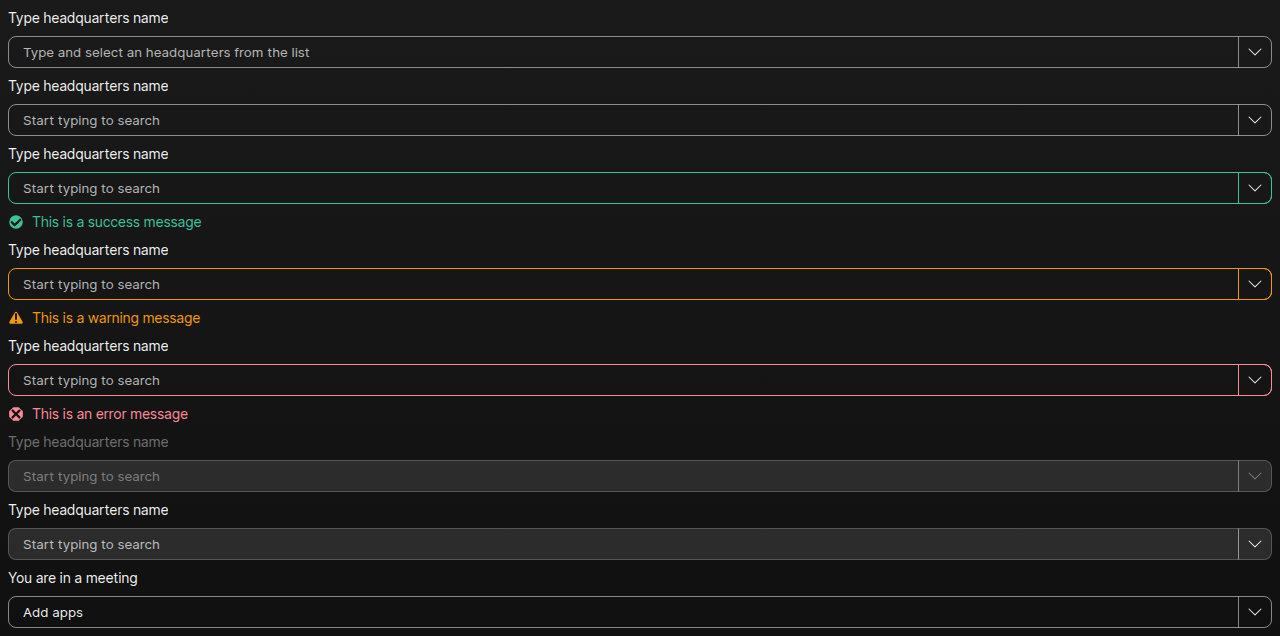 Type headquarters name
Type and select an headquarters from the list
Type headquarters name
Start typing to search
Type headquarters name
Start typing to search
This is a success message
Type headquarters name
Start typing to search
This is a warning message
Type headquarters name
Start typing to search
This is an error message
Type headquarters name
Start typing to search
Type headquarters name
Start typing to search
You are in a meeting
Add apps